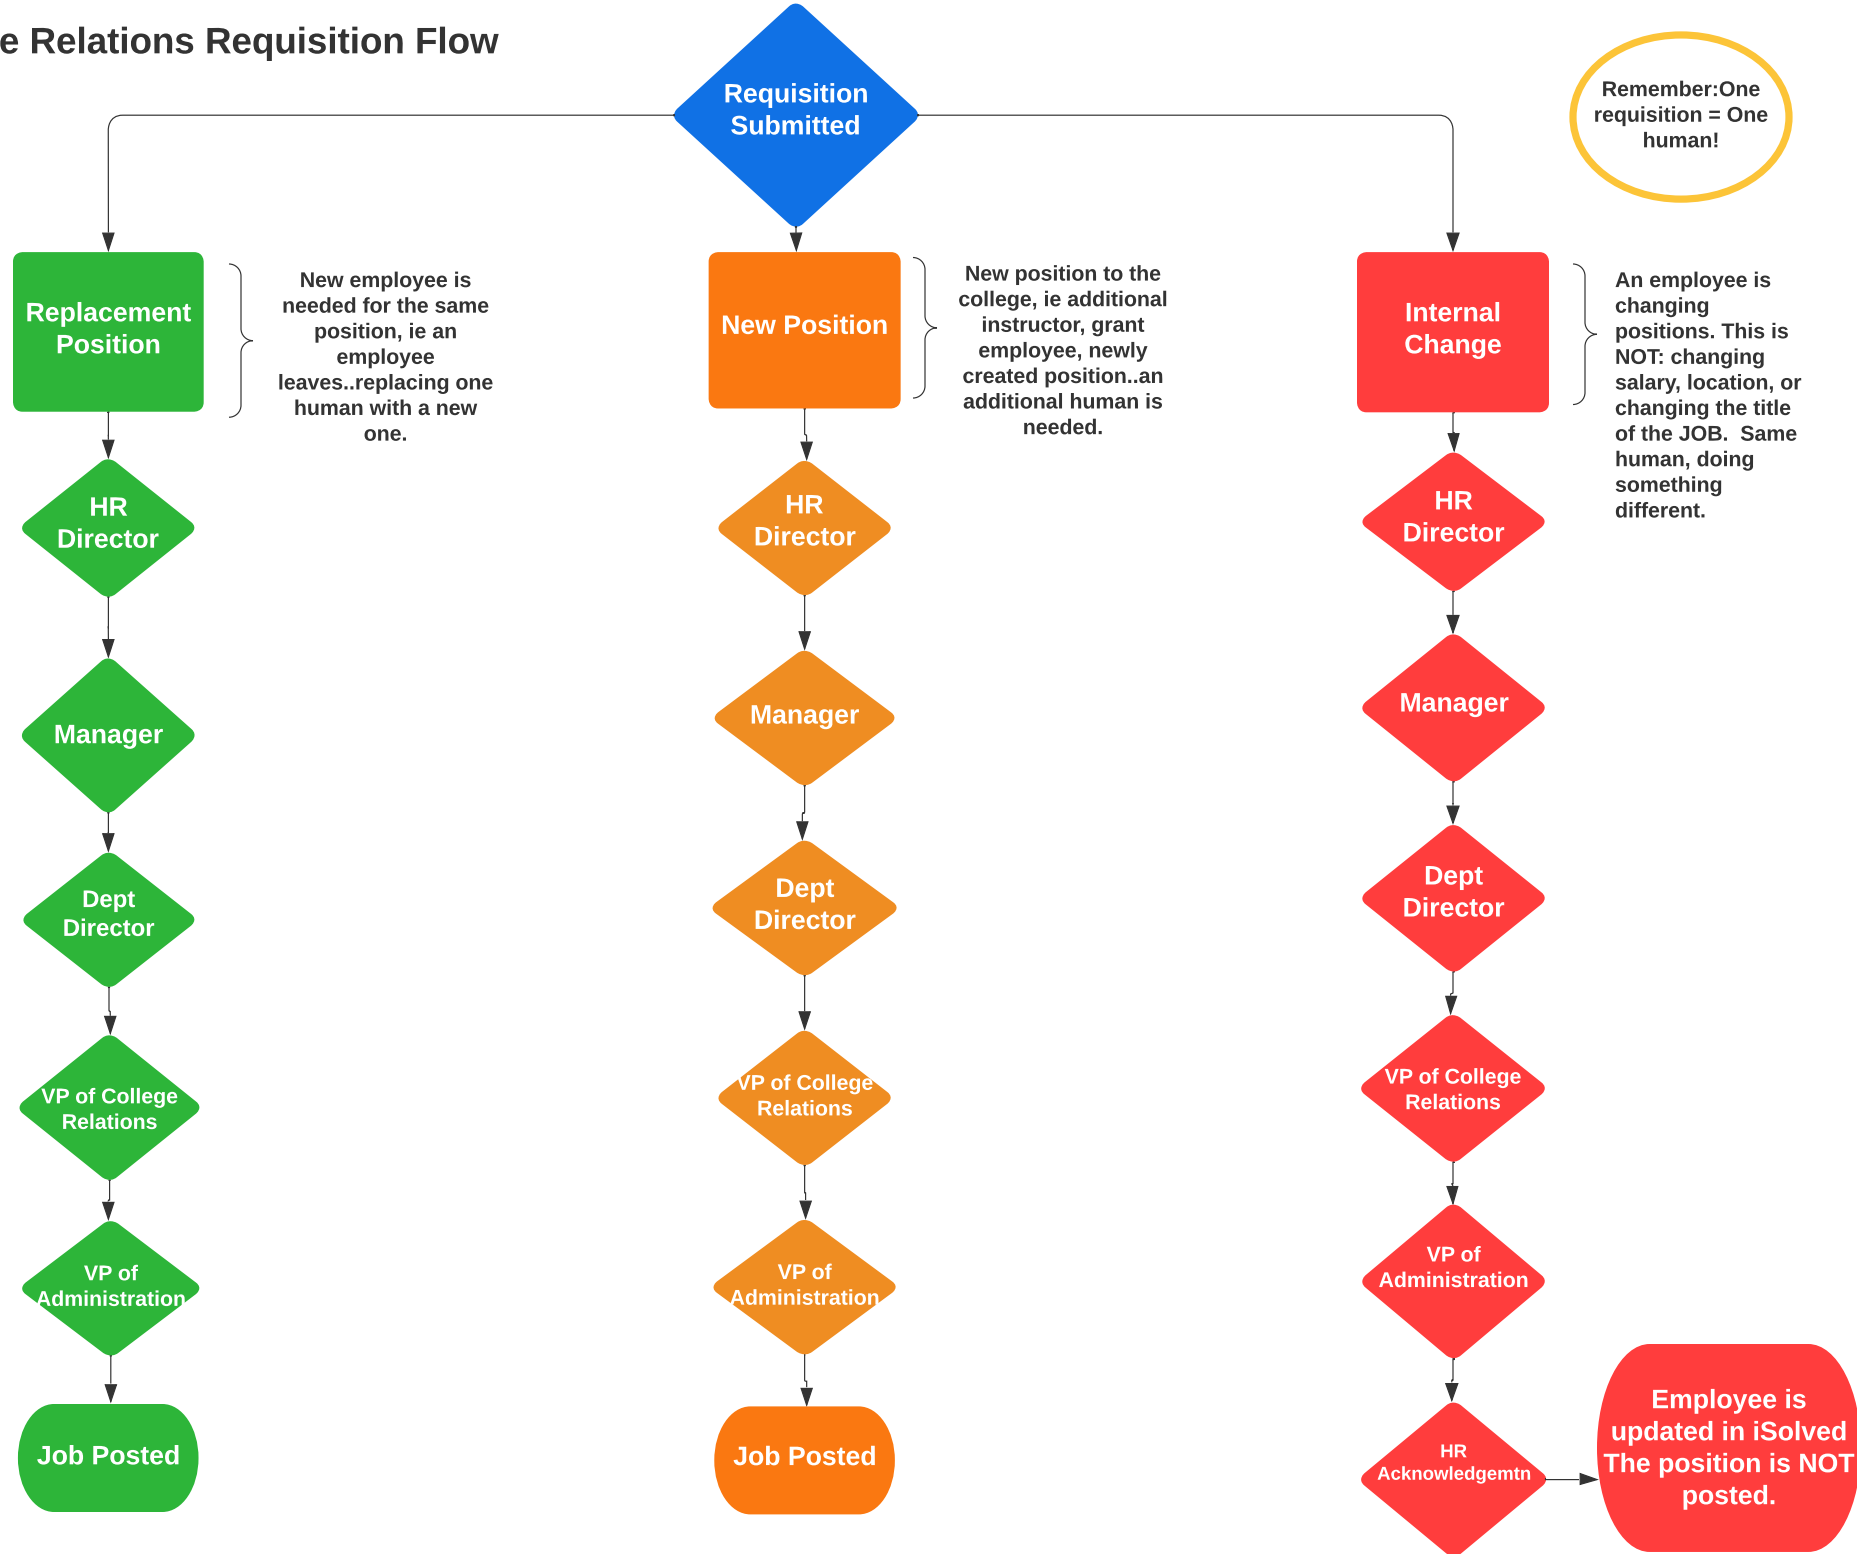 e Relations Requisition Flow
Requisition
Submitted
Remember:One
requisition = One
human!
Replacement
Position
New employee is
needed for the same
position, ie an
employee
leaves..replacing one
human with a new
one.
New Position
New position to the
college, ie additional
instructor, grant
employee, newly
created position..an
additional human is
needed.
Internal
Change
An employee is
changing
positions. This is
NOT: changing
salary, location, or
changing the title
of the JOB.  Same
human, doing
something
different.
HR
Director
Manager
Dept
Director
VP of College
Relations
VP of
Administration
Job Posted
HR
Director
Manager
Dept
Director
VP of College
Relations
VP of
Administration
Job Posted
HR
Director
Manager
Dept
Director
VP of College
Relations
VP of
Administration
HR
Acknowledgemtn
Employee is
updated in iSolved
The position is NOT
posted.